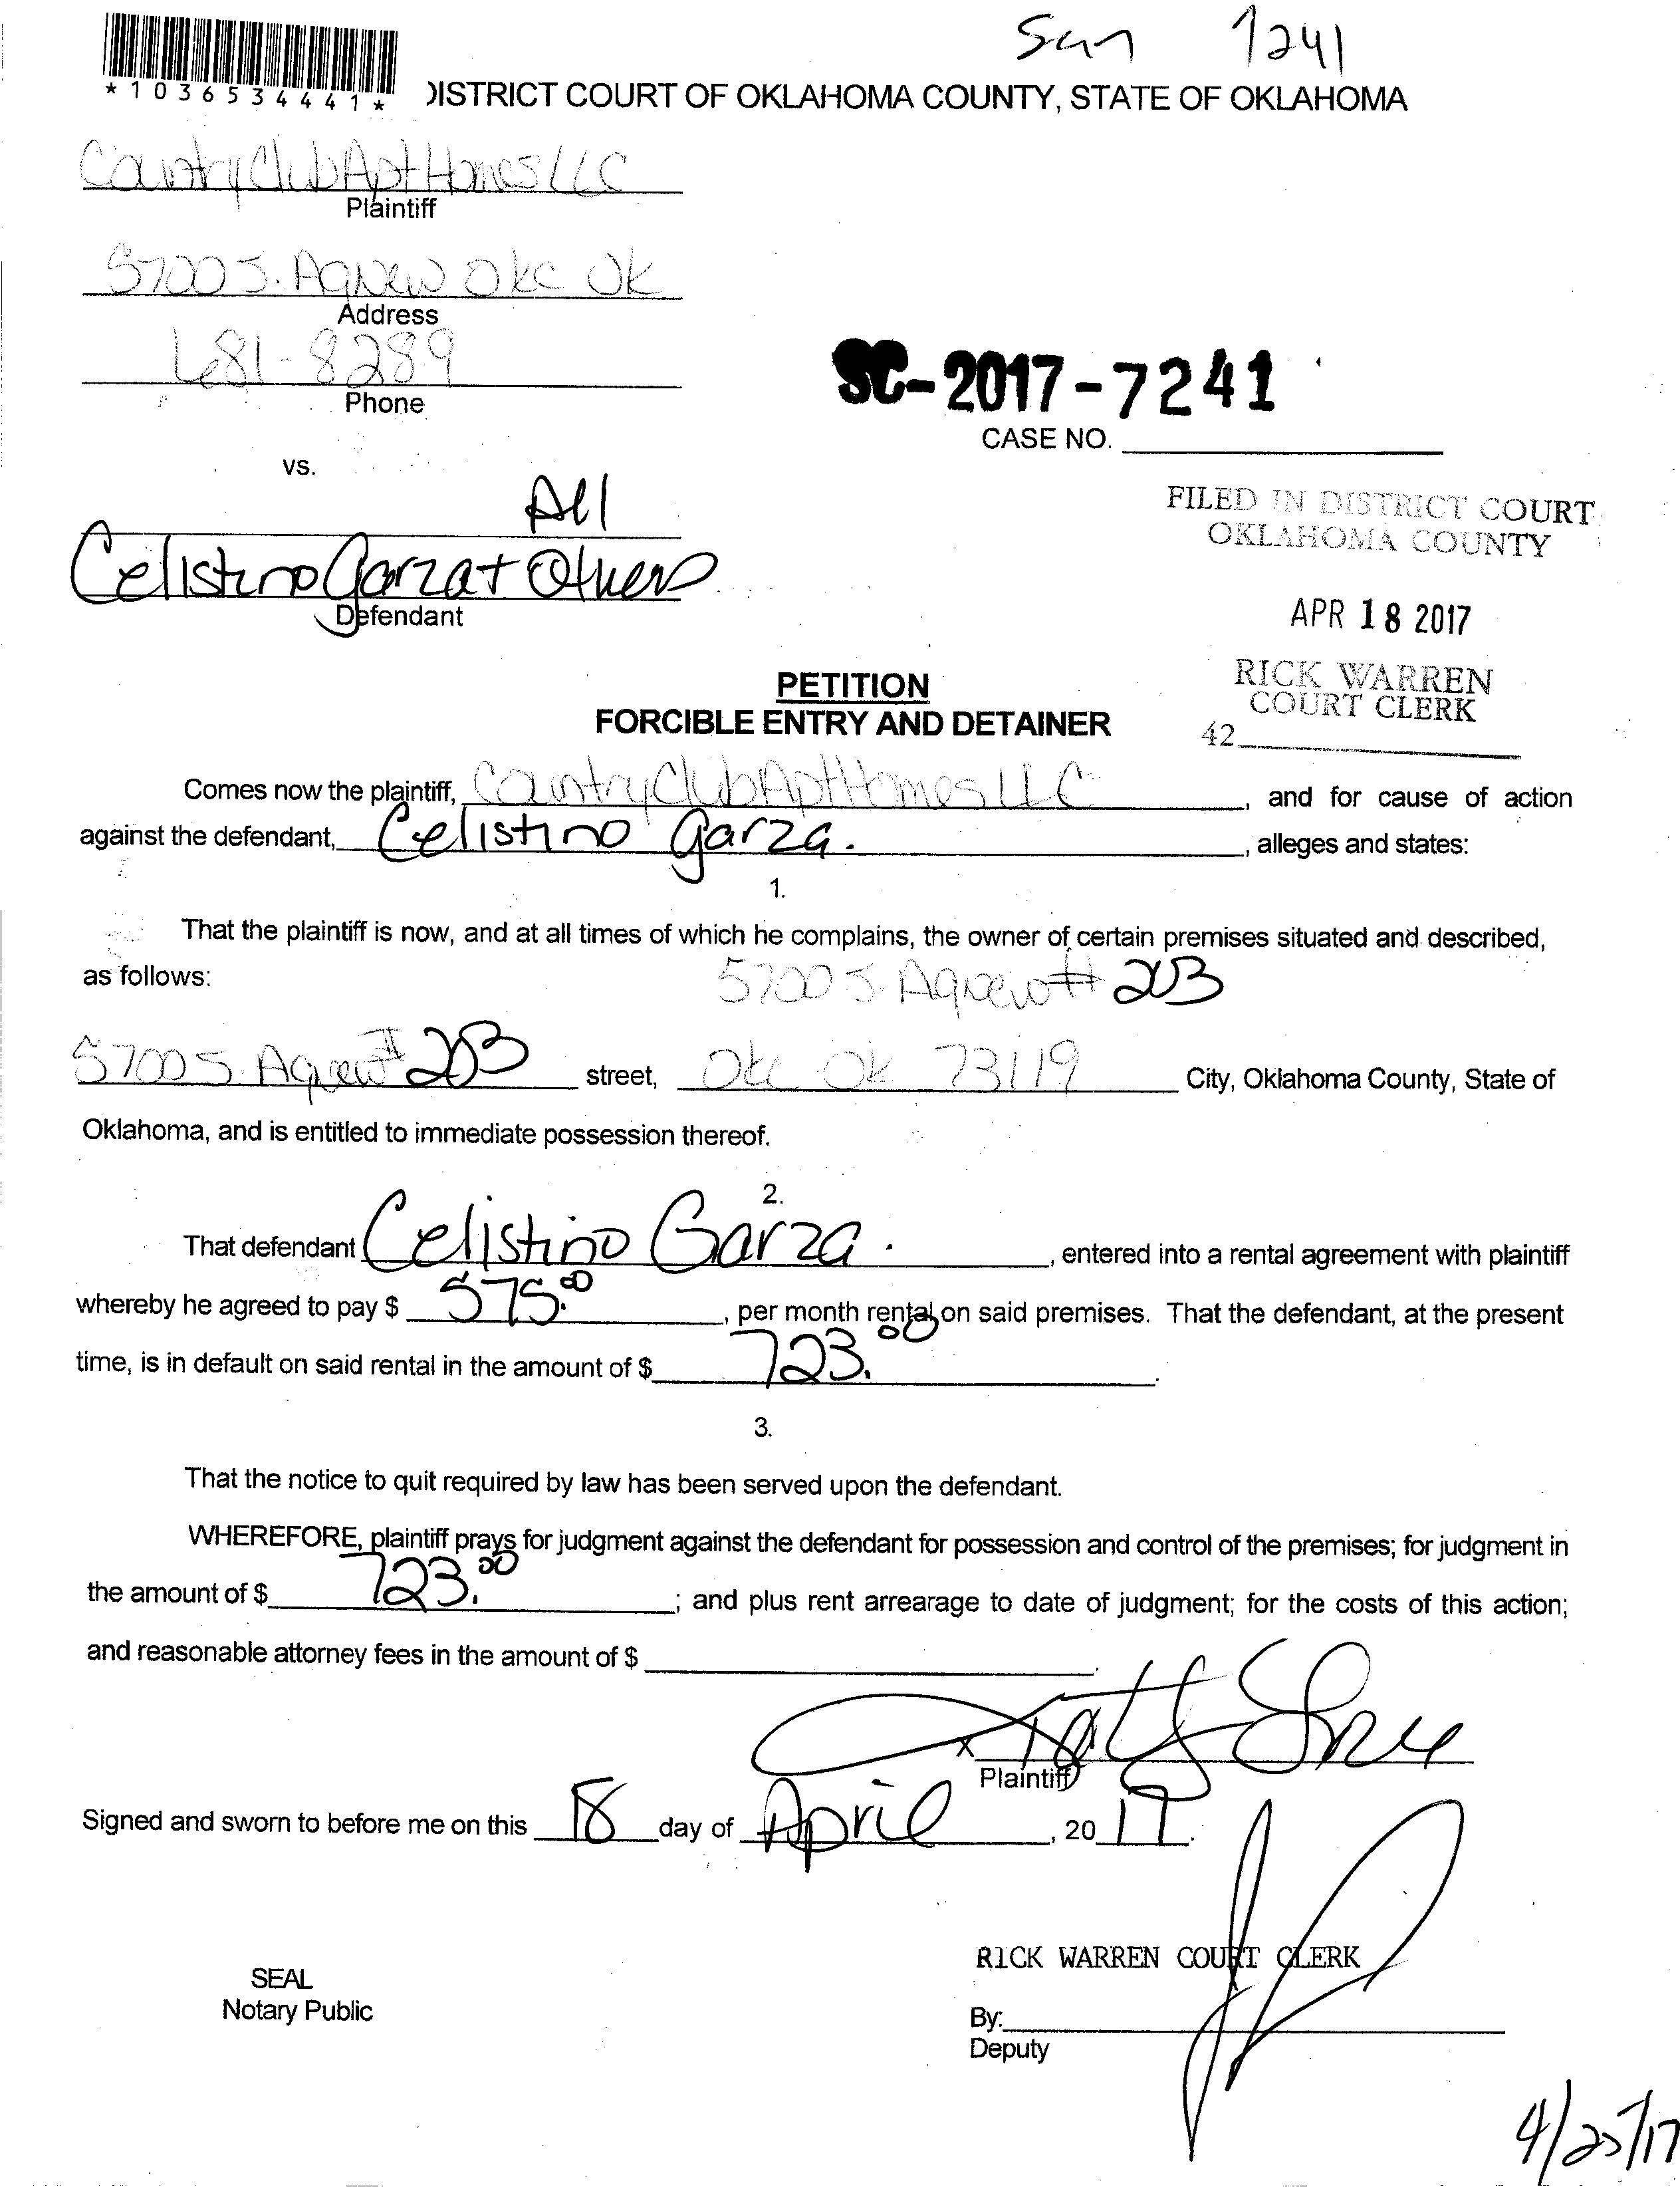 San 7241
*1036534441*
DISTRICT COURT OF OKLAHOMA COUNTY, STATE OF OKLAHOMA
Country Club Apt Homes LLC
Plaintiff
5700 S. Agnew Okc Ok
Address
681-8289
Phone
SC-2017-7241
CASE NO.
vs.
All
Celistino Garza + Others
Defendant
FILED IN DISTRICT COURT
OKLAHOMA COUNTY
APR 18 2017
RICK WARREN
COURT CLERK
42
PETITION
FORCIBLE ENTRY AND DETAINER
Comes now the plaintiff, Country Club Apt Homes LLC, and for cause of action
against the defendant, Celistino Garza., alleges and states:
1.
That the plaintiff is now, and at all times of which he complains, the owner of certain premises situated and described,
as follows: 5700 S. Agnew # 203
5700 S. Agnew # 203 street, Okc Ok 73119 City, Oklahoma County, State of
Oklahoma, and is entitled to immediate possession thereof.
2.
That defendant Celistino Garza., entered into a rental agreement with plaintiff
whereby he agreed to pay $ 575.00, per month rental on said premises. That the defendant, at the present
time, is in default on said rental in the amount of $ 723.00.
3.
That the notice to quit required by law has been served upon the defendant.
WHEREFORE, plaintiff prays for judgment against the defendant for possession and control of the premises; for judgment in
the amount of $ 723.00; and plus rent arrearage to date of judgment; for the costs of this action;
and reasonable attorney fees in the amount of $.
x
Plaintiff
Signed and sworn to before me on this 18 day of April, 2017.
RICK WARREN COURT CLERK
SEAL
Notary Public
By:
Deputy
4/25/17